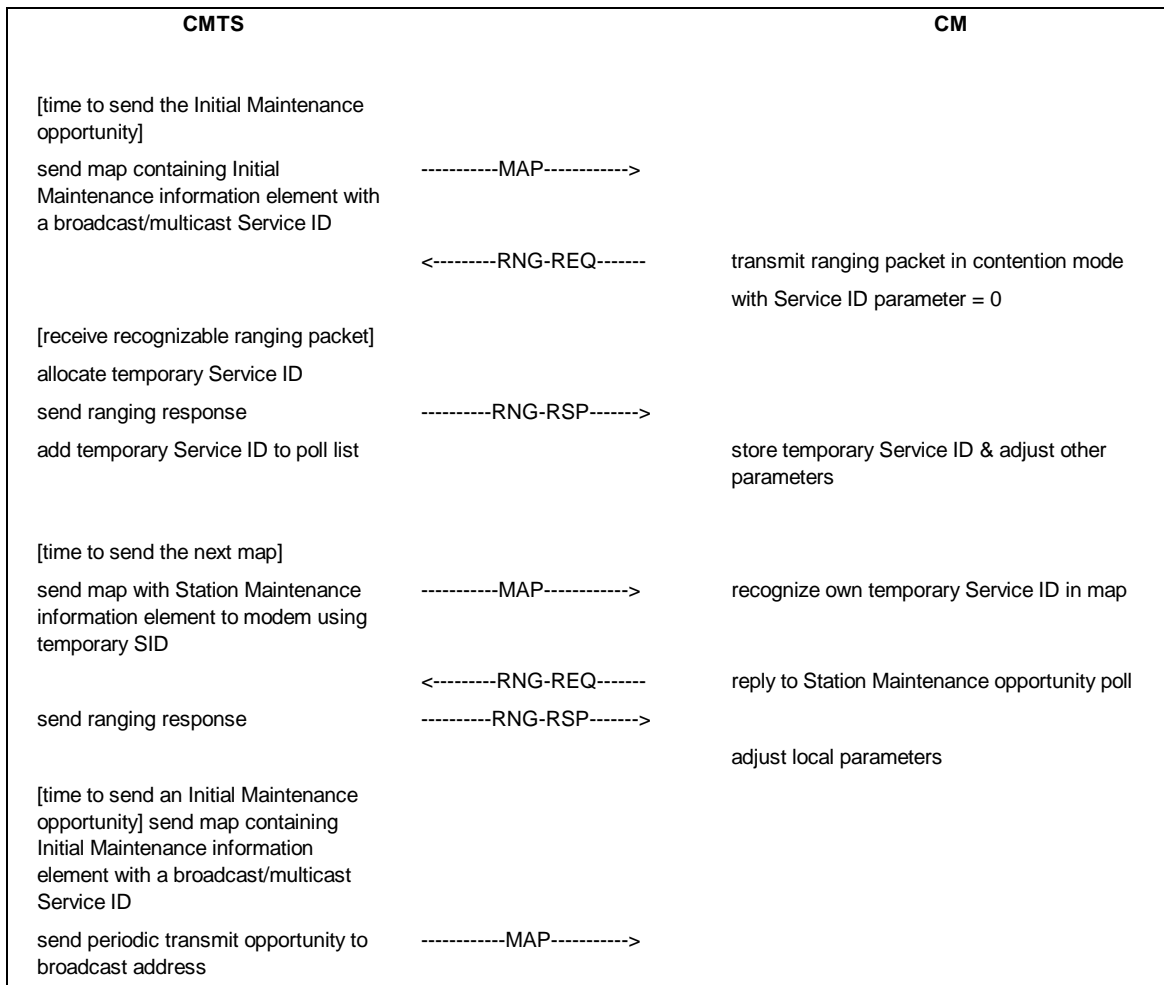 CMTS CM
[time to send the Initial Maintenance
opportunity]
send map containing Initial -----------MAP------------>
Maintenance information element with
a broadcast/multicast Service ID
<---------RNG-REQ------- transmit ranging packet in contention mode
with Service ID parameter = 0
[receive recognizable ranging packet]
allocate temporary Service ID
send ranging response ----------RNG-RSP------->
add temporary Service ID to poll list store temporary Service ID & adjust other
parameters
[time to send the next map]
send map with Station Maintenance -----------MAP------------> recognize own temporary Service ID in map
information element to modem using
temporary SID
<---------RNG-REQ------- reply to Station Maintenance opportunity poll
send ranging response ----------RNG-RSP------->
adjust local parameters
[time to send an Initial Maintenance
opportunity] send map containing
Initial Maintenance information
element with a broadcast/multicast
Service ID
send periodic transmit opportunity to ------------MAP----------->
broadcast address